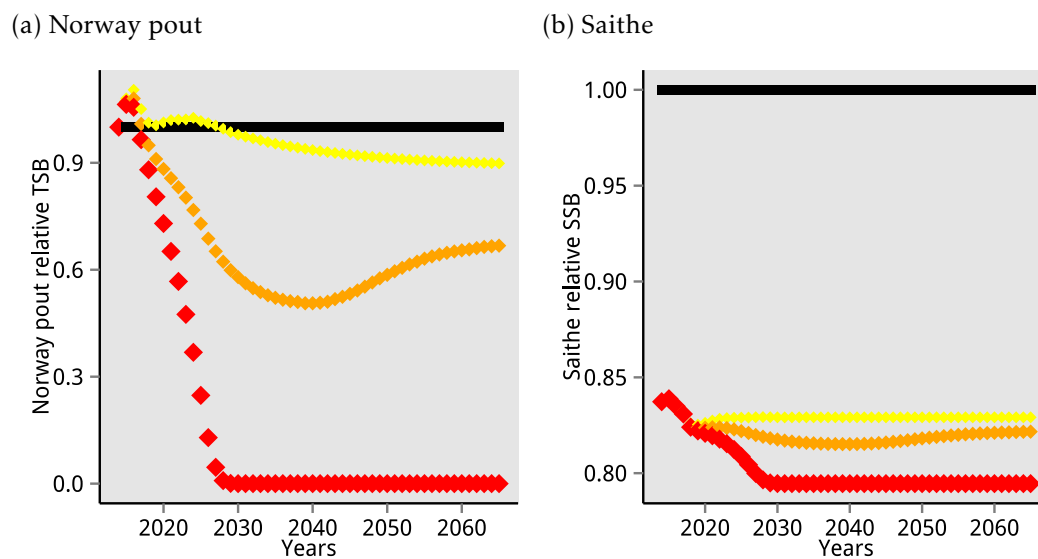 (a) Norway pout
(b) Saithe
Norway pout relative TSB
0.9
0.6
0.3
0.0
2020 2030 2040 2050 2060
Years
Saithe relative SSB
1.00
0.95
0.90
0.85
0.80
2020 2030 2040 2050 2060
Years